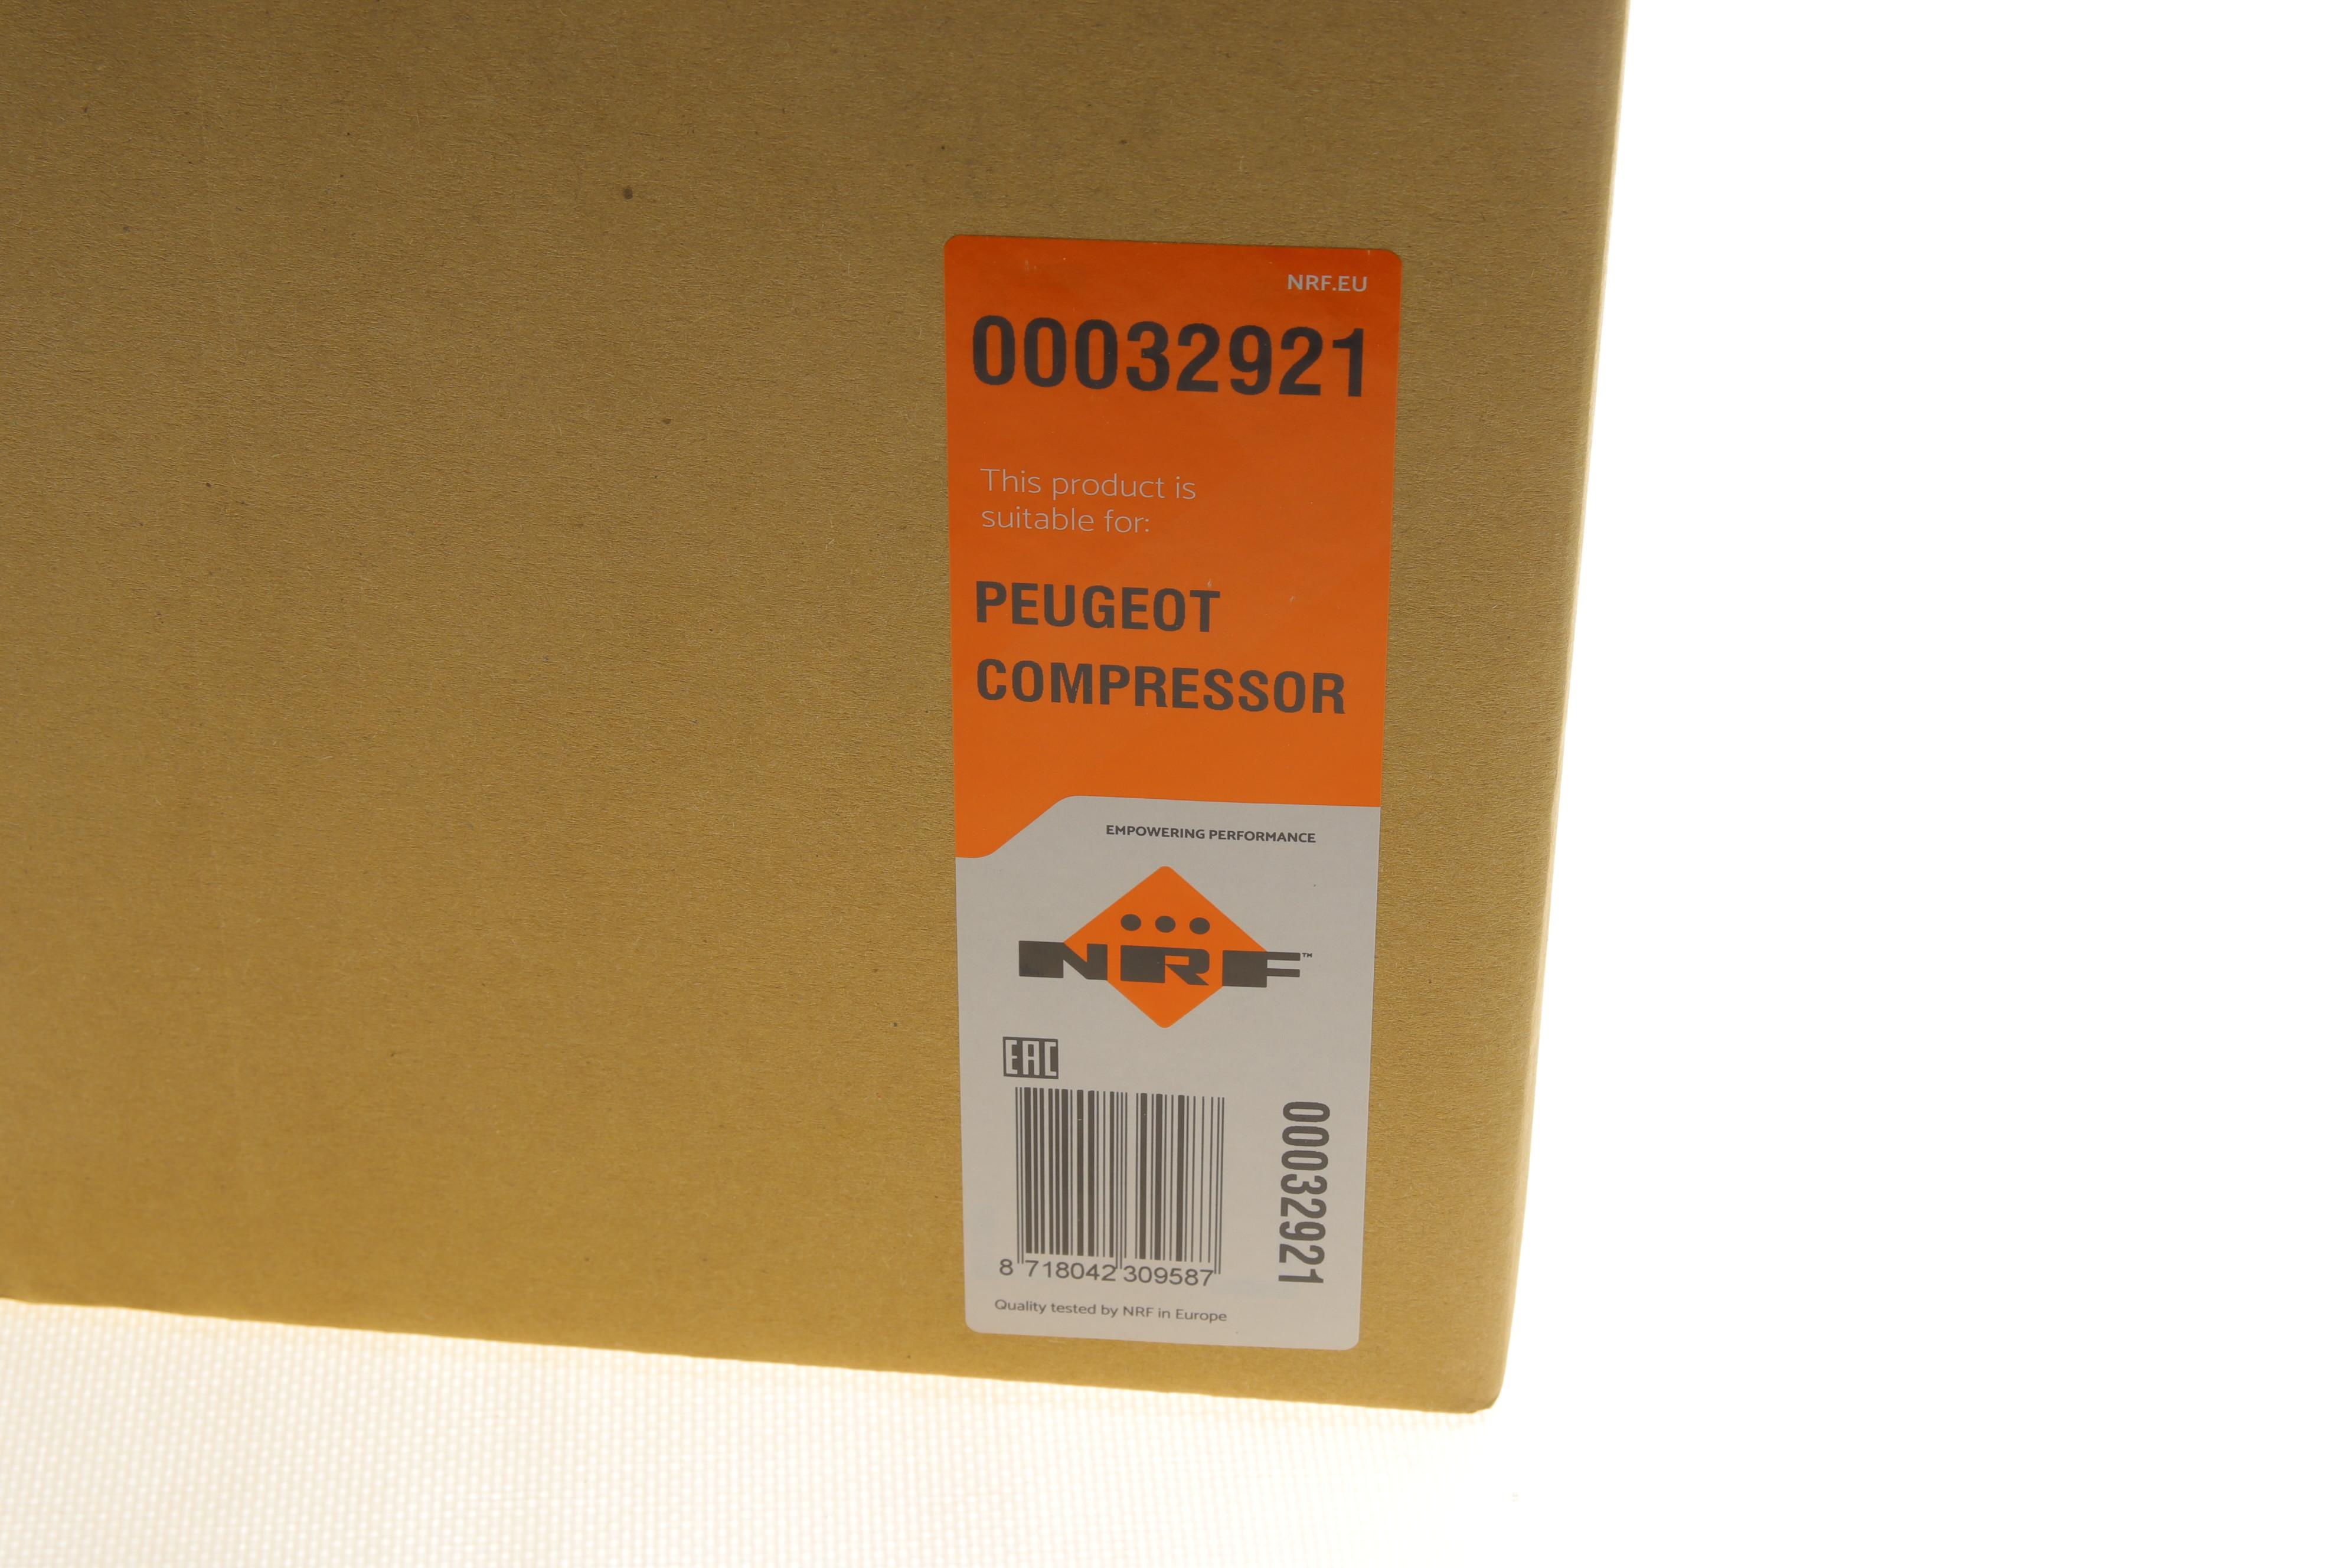 NRF.EU
00032921
This product is
suitable for:
PEUGEOT
COMPRESSOR
EMPOWERING PERFORMANCE
NRF™
EAC
00032921
8 718042 309587
Quality tested by NRF in Europe